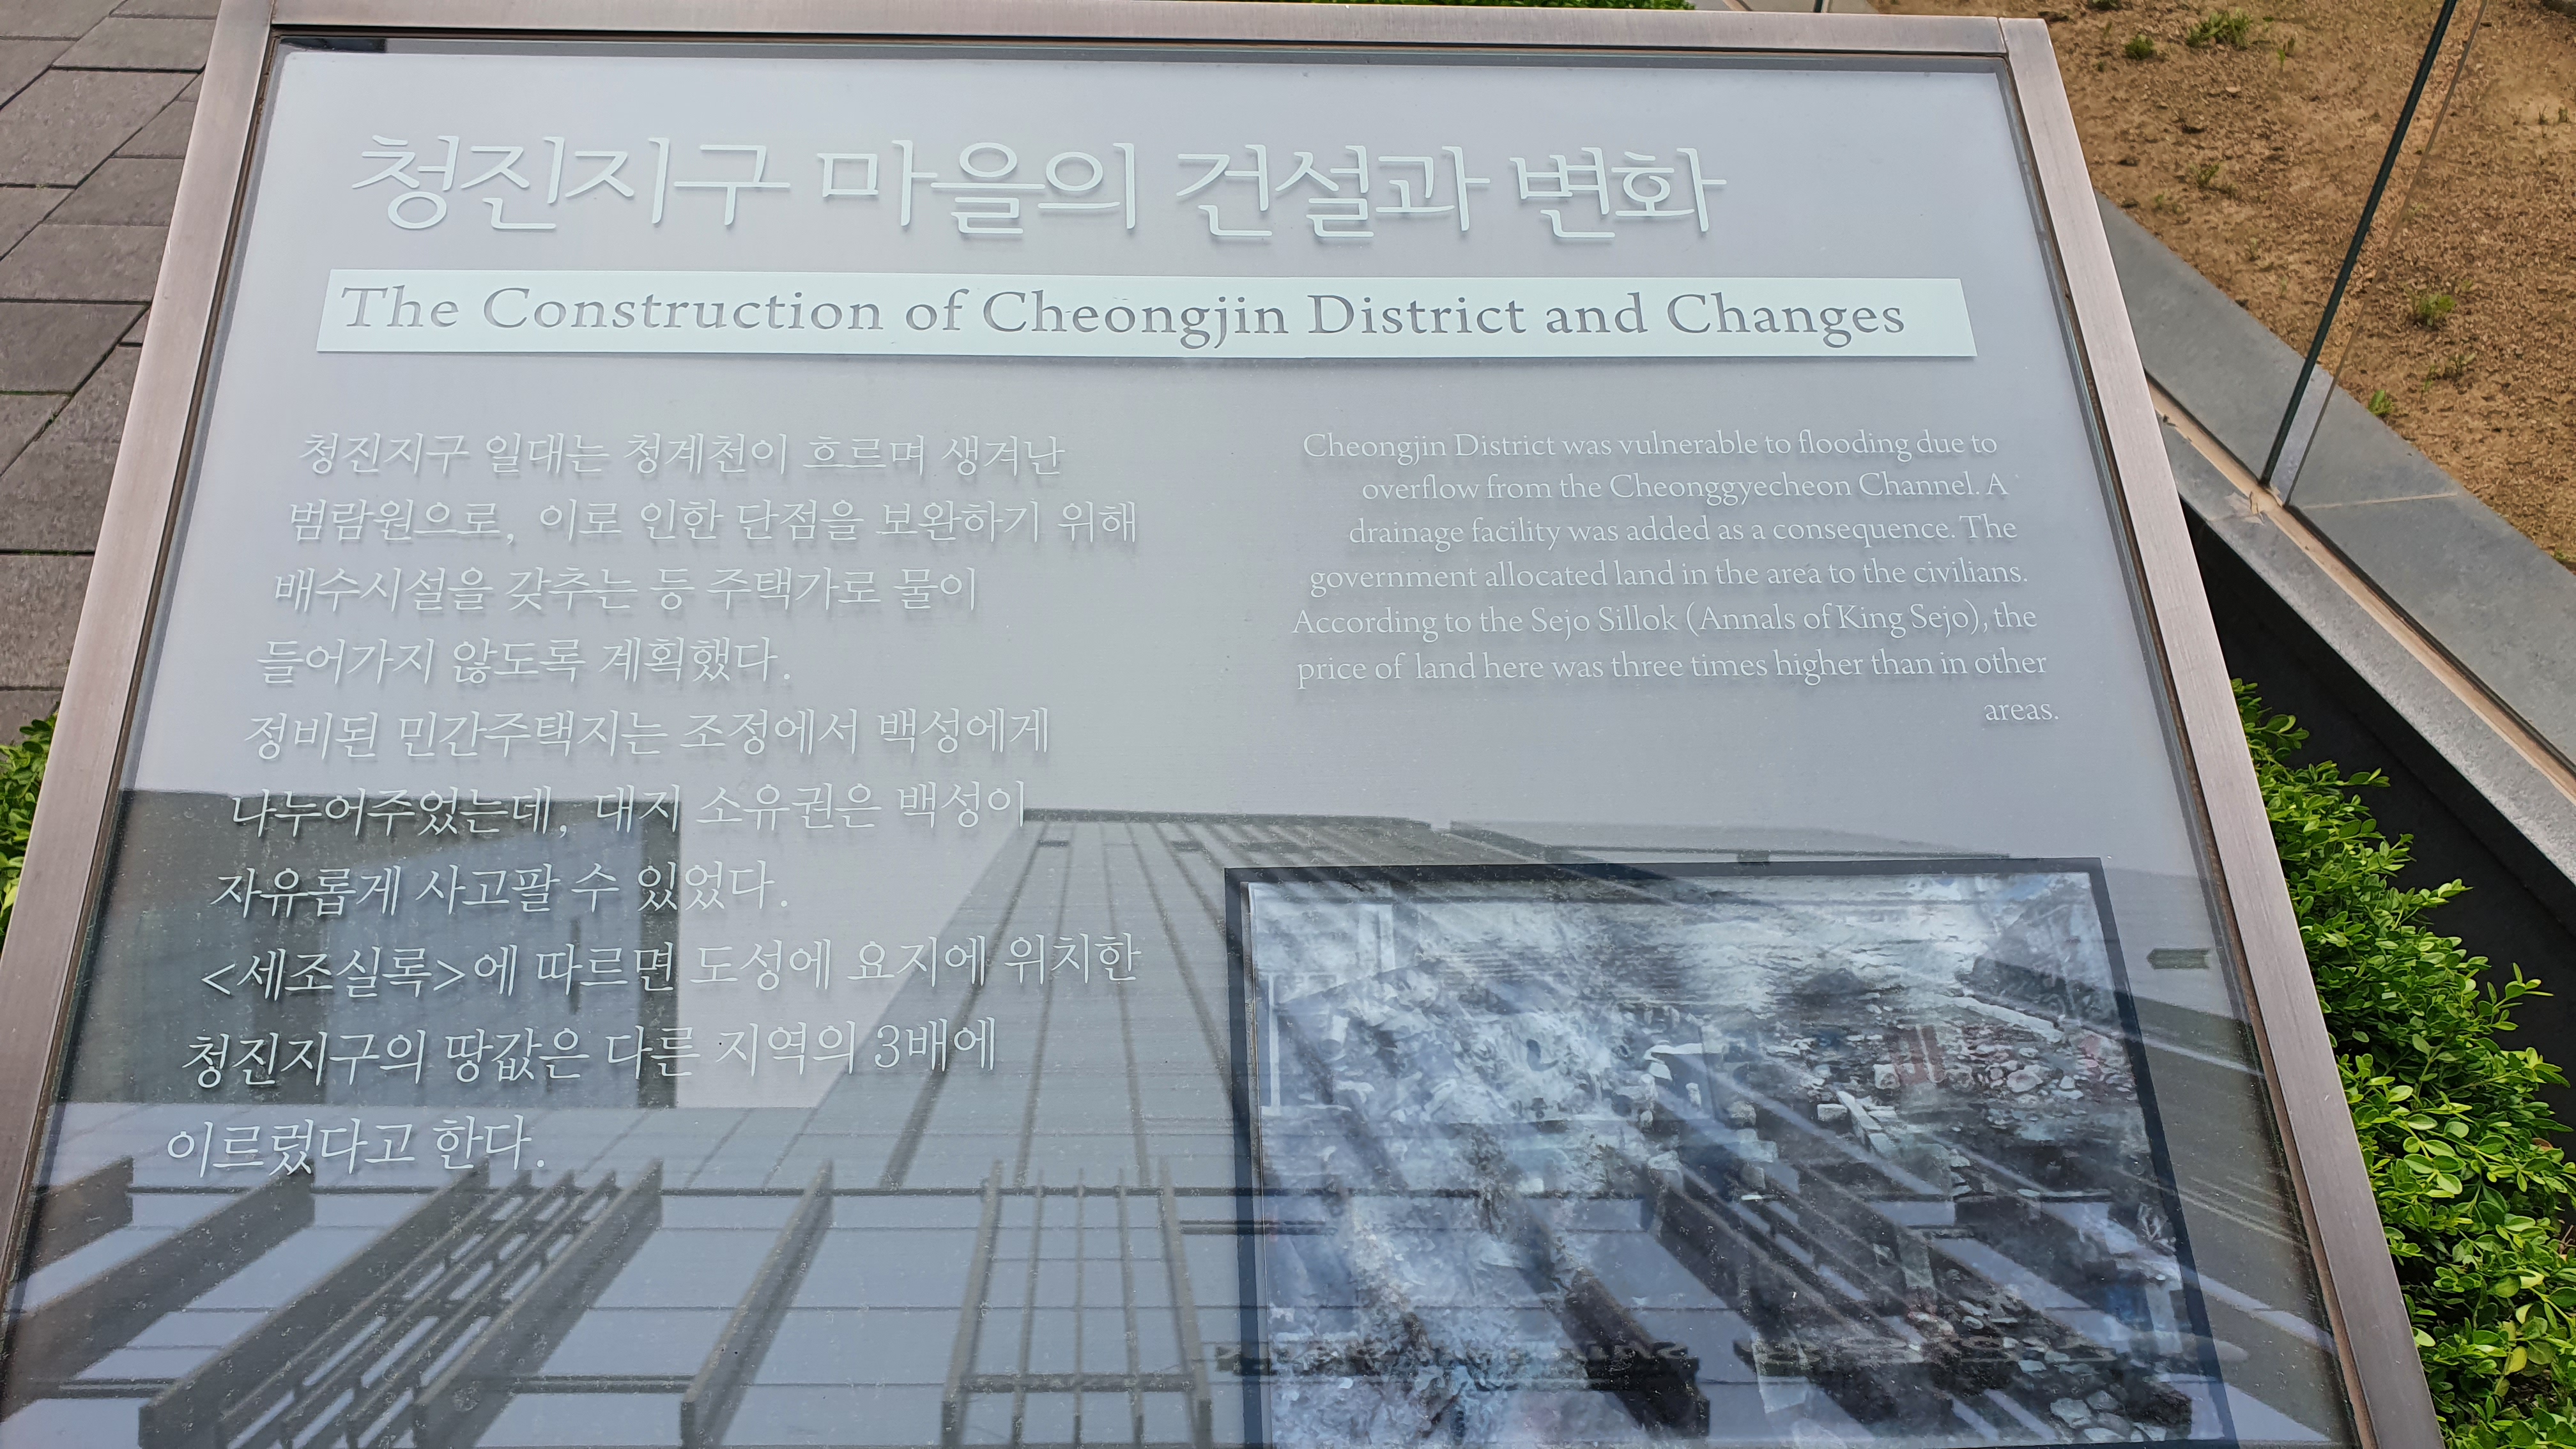 청진지구 마을의 건설과 변화
The Construction of Cheongjin District and Changes
청진지구 일대는 청계천이 흐르며 생겨난
범람원으로, 이로 인한 단점을 보완하기 위해
배수시설을 갖추는 등 주택가로 물이
들어가지 않도록 계획했다.
정비된 민간주택지는 조정에서 백성에게
나누어주었는데, 대지 소유권은 백성이
자유롭게 사고팔 수 있었다.
<세조실록>에 따르면 도성에 요지에 위치한
청진지구의 땅값은 다른 지역의 3배에
이르렀다고 한다.
Cheongjin District was vulnerable to flooding due to
overflow from the Cheonggyecheon Channel. A
drainage facility was added as a consequence. The
government allocated land in the area to the civilians.
According to the Sejo Sillok (Annals of King Sejo), the
price of land here was three times higher than in other
areas.